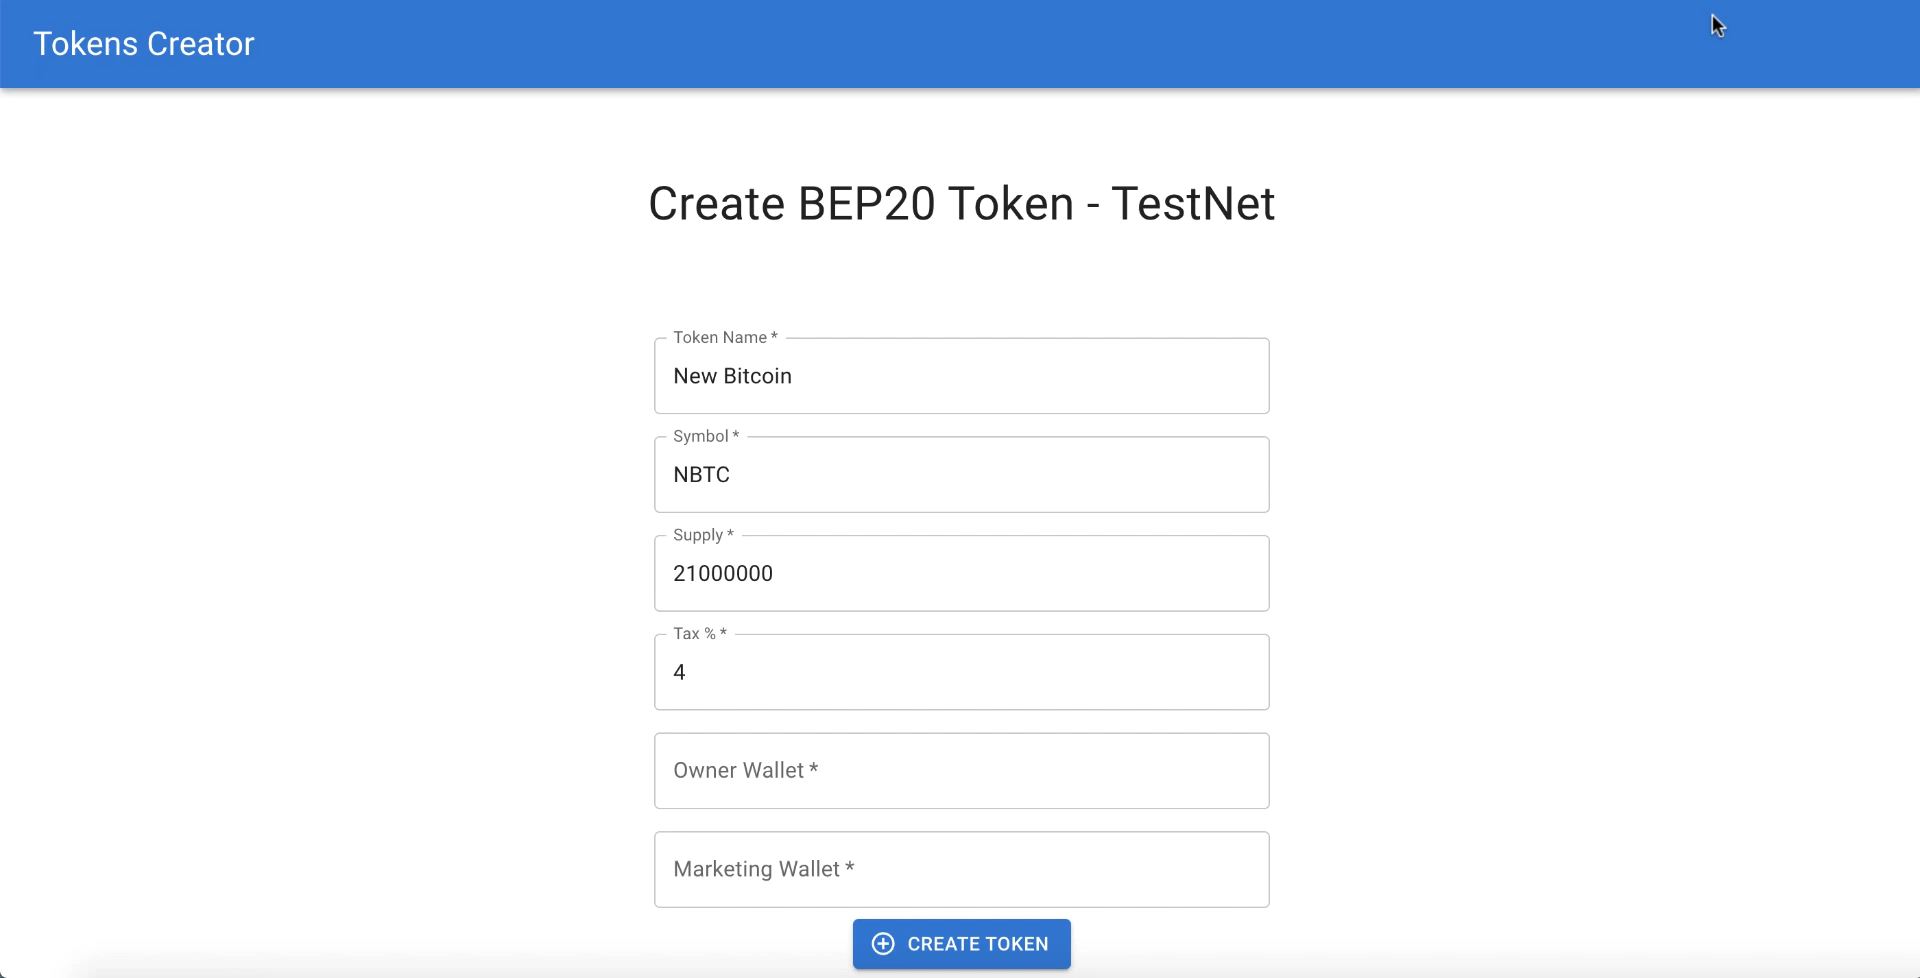 Tokens Creator
Create BEP20 Token - TestNet
Token Name *
New Bitcoin
Symbol *
NBTC
Supply *
21000000
Tax % *
4
Owner Wallet *
Marketing Wallet *
CREATE TOKEN